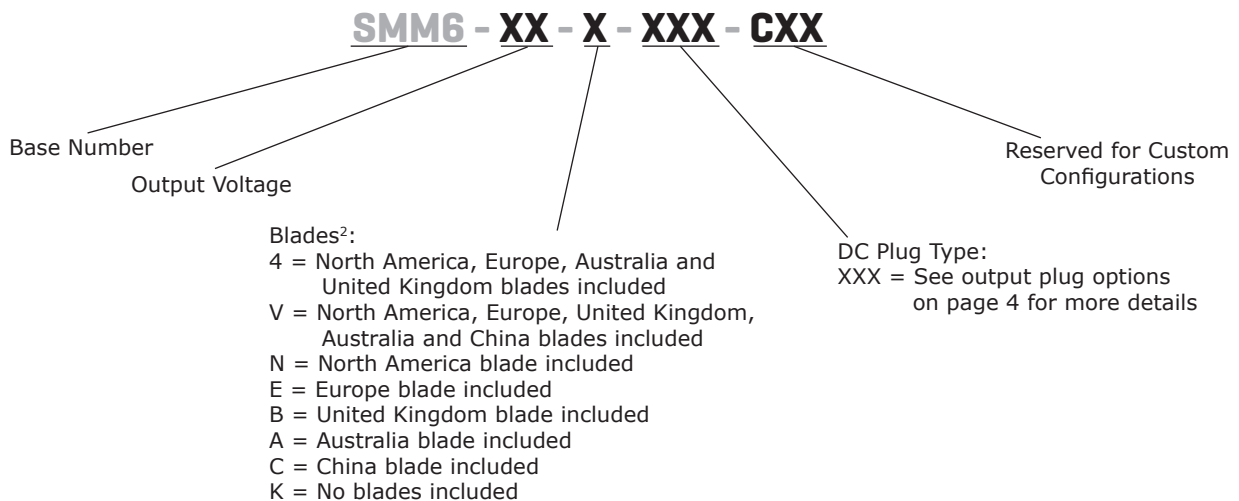 SMM6 - XX - X - XXX - CXX
Base Number
Output Voltage
Blades²:
4 = North America, Europe, Australia and
United Kingdom blades included
V = North America, Europe, United Kingdom,
Australia and China blades included
N = North America blade included
E = Europe blade included
B = United Kingdom blade included
A = Australia blade included
C = China blade included
K = No blades included
DC Plug Type:
XXX = See output plug options
on page 4 for more details
Reserved for Custom
Configurations